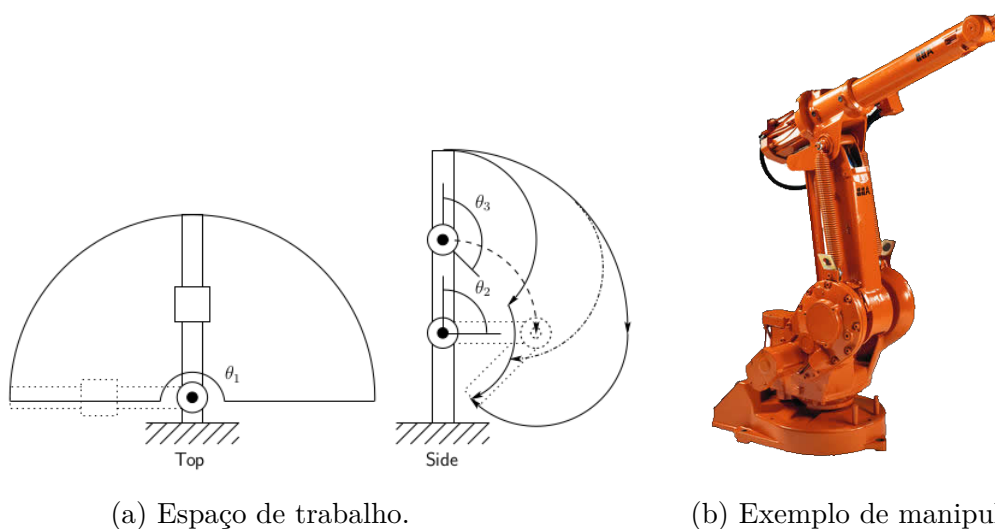 θ3
θ2
θ1
Top
Side
(a) Espaço de trabalho.
(b) Exemplo de manipul